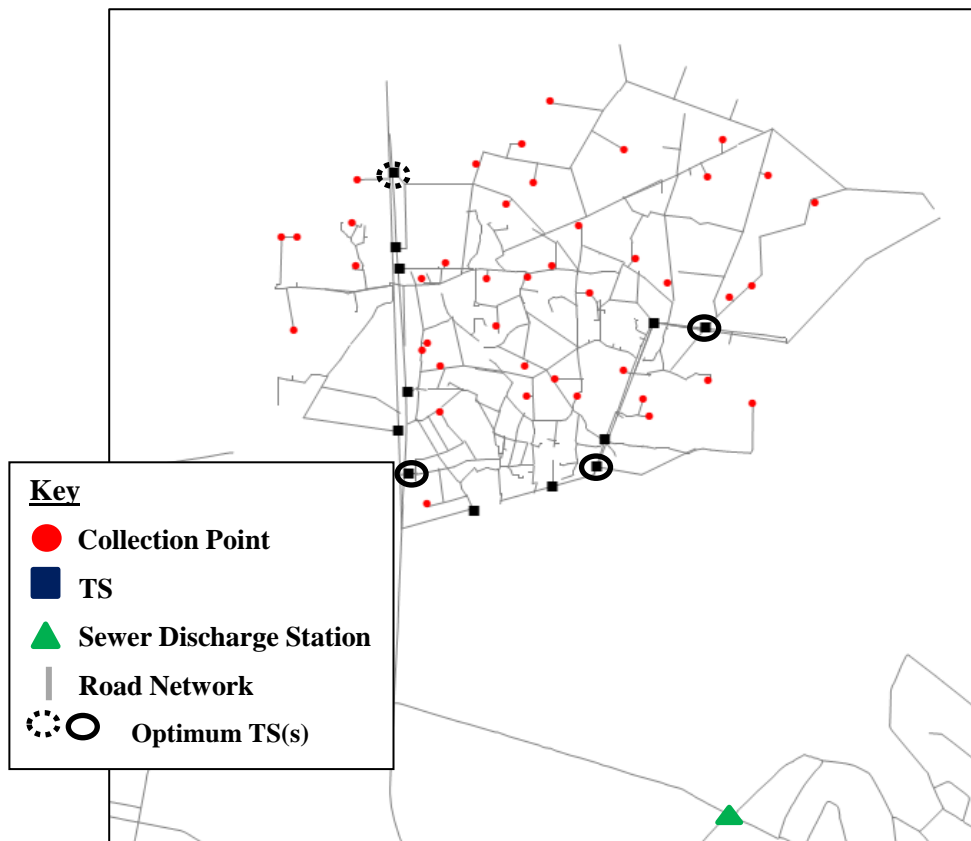 Key
Collection Point
TS
Sewer Discharge Station
Road Network
Optimum TS(s)